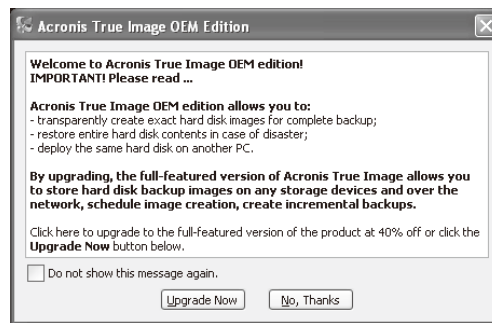 Acronis True Image OEM Edition
Welcome to Acronis True Image OEM edition!
IMPORTANT! Please read ...
Acronis True Image OEM edition allows you to:
- transparently create exact hard disk images for complete backup;
- restore entire hard disk contents in case of disaster;
- deploy the same hard disk on another PC.
By upgrading, the full-featured version of Acronis True Image allows you
to store hard disk backup images on any storage devices and over the
network, schedule image creation, create incremental backups.
Click here to upgrade to the full-featured version of the product at 40% off or click the
Upgrade Now button below.
Do not show this message again.
Upgrade Now
No, Thanks